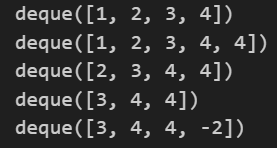 deque([1, 2, 3, 4])
deque([1, 2, 3, 4, 4])
deque([2, 3, 4, 4])
deque([3, 4, 4])
deque([3, 4, 4, -2])